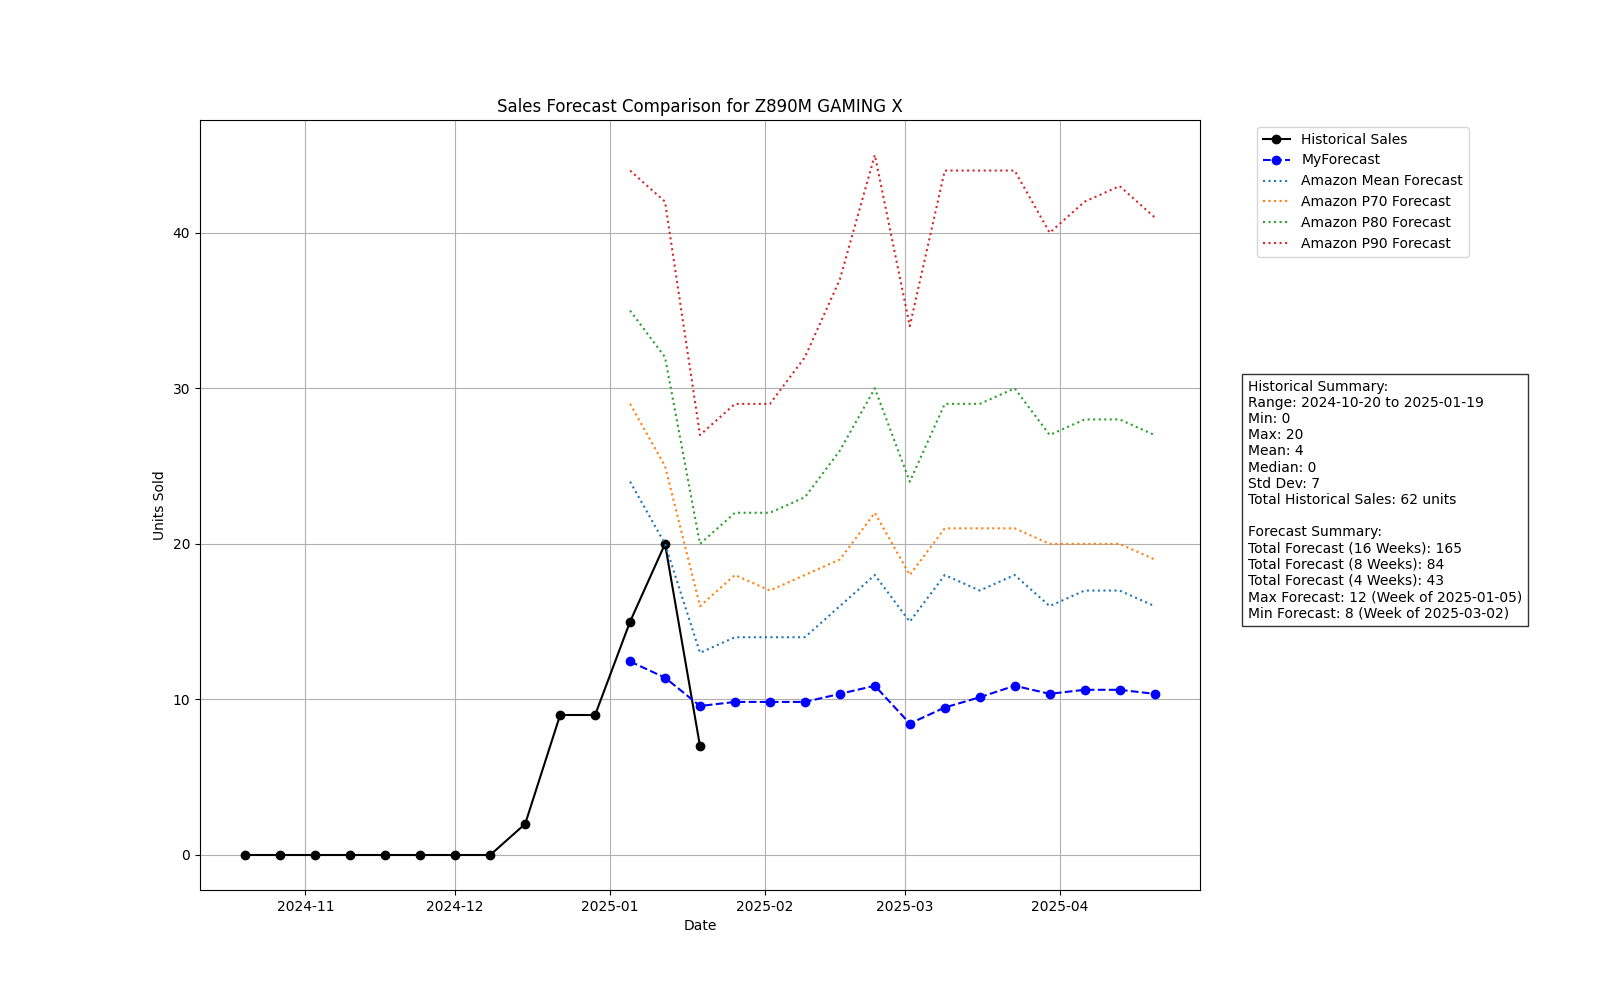 Sales Forecast Comparison for Z890M GAMING X
Historical Sales
MyForecast
Amazon Mean Forecast
Amazon P70 Forecast
Amazon P80 Forecast
Amazon P90 Forecast
40
30
20
10
0
Units Sold
Historical Summary:
Range: 2024-10-20 to 2025-01-19
Min: 0
Max: 20
Mean: 4
Median: 0
Std Dev: 7
Total Historical Sales: 62 units
Forecast Summary:
Total Forecast (16 Weeks): 165
Total Forecast (8 Weeks): 84
Total Forecast (4 Weeks): 43
Max Forecast: 12 (Week of 2025-01-05)
Min Forecast: 8 (Week of 2025-03-02)
2024-11
2024-12
2025-01
2025-02
2025-03
2025-04
Date